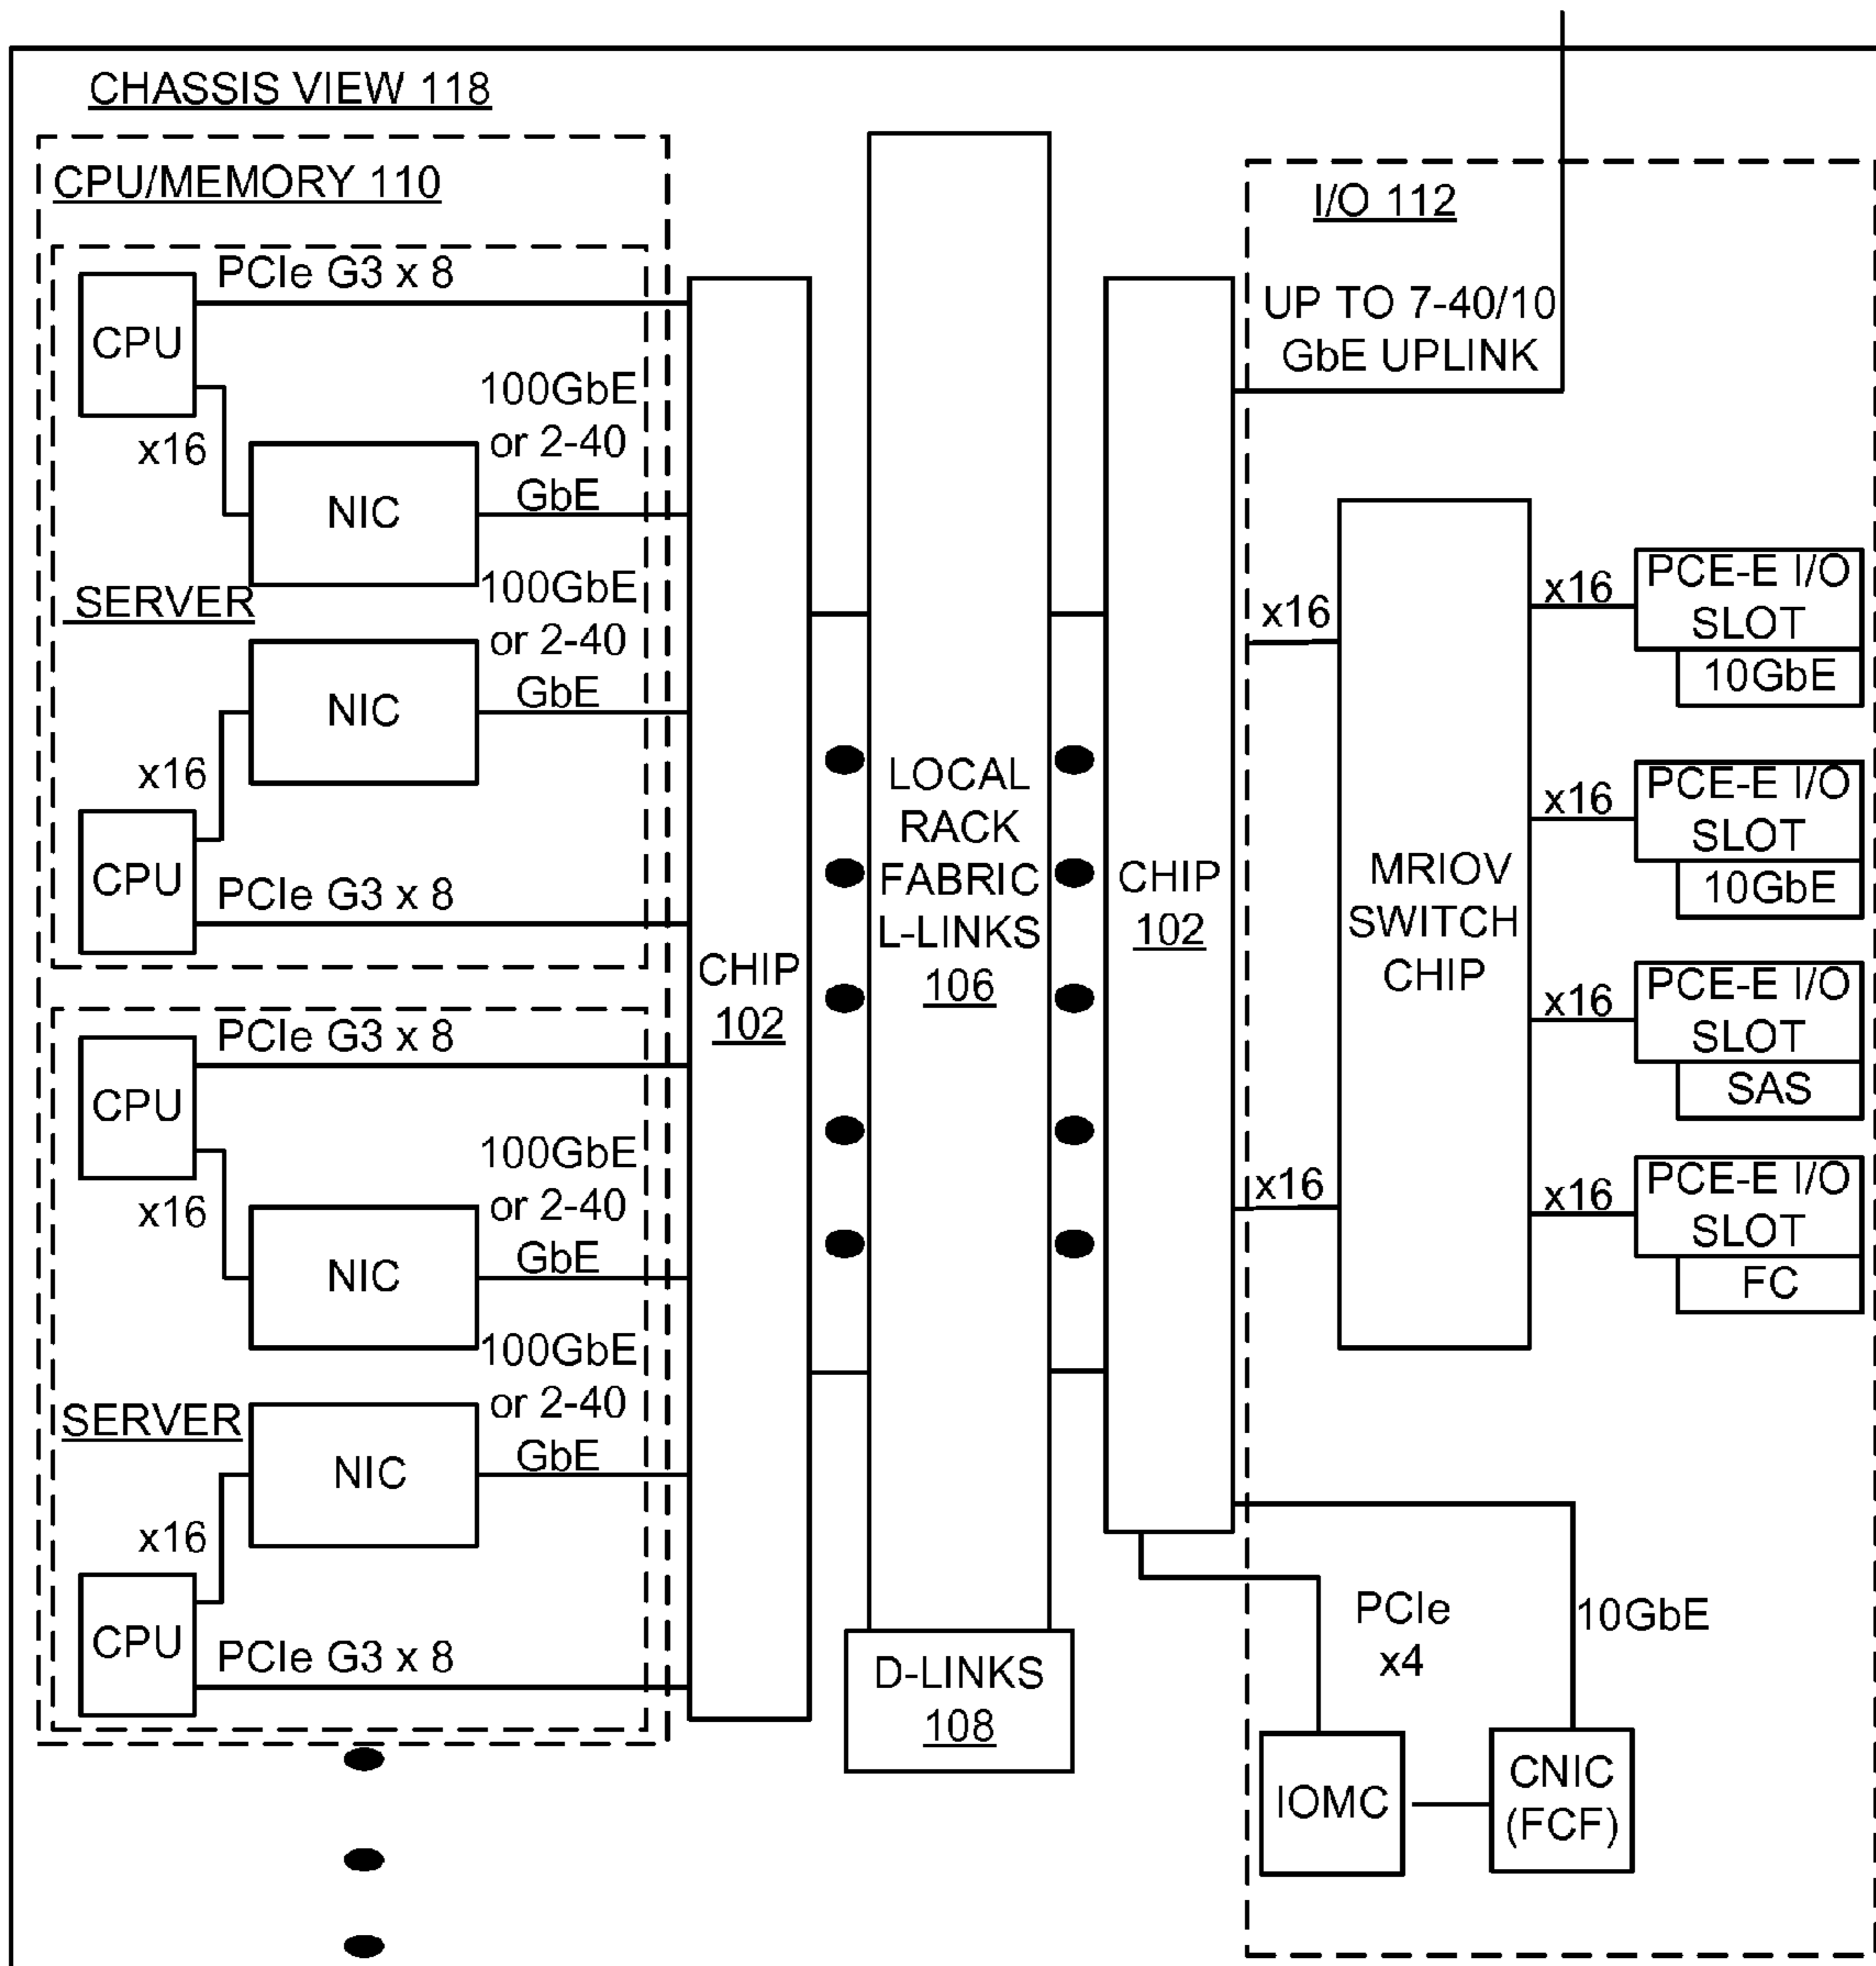 CHASSIS VIEW 118
CPU/MEMORY 110
PCIe G3 x 8
CPU
x16
100GbE
or 2-40
GbE
NIC
SERVER
100GbE
or 2-40
GbE
NIC
x16
CPU
PCIe G3 x 8
PCIe G3 x 8
CPU
x16
100GbE
or 2-40
GbE
NIC
SERVER
100GbE
or 2-40
GbE
NIC
x16
CPU
PCIe G3 x 8
CHIP
102
LOCAL
RACK
FABRIC
L-LINKS
106
D-LINKS
108
CHIP
102
I/O 112
UP TO 7-40/10
GbE UPLINK
x16
x16
MRIOV
SWITCH
CHIP
x16
PCE-E I/O
SLOT
10GbE
x16
PCE-E I/O
SLOT
10GbE
x16
PCE-E I/O
SLOT
SAS
x16
PCE-E I/O
SLOT
FC
PCIe
x4
10GbE
IOMC
CNIC
(FCF)